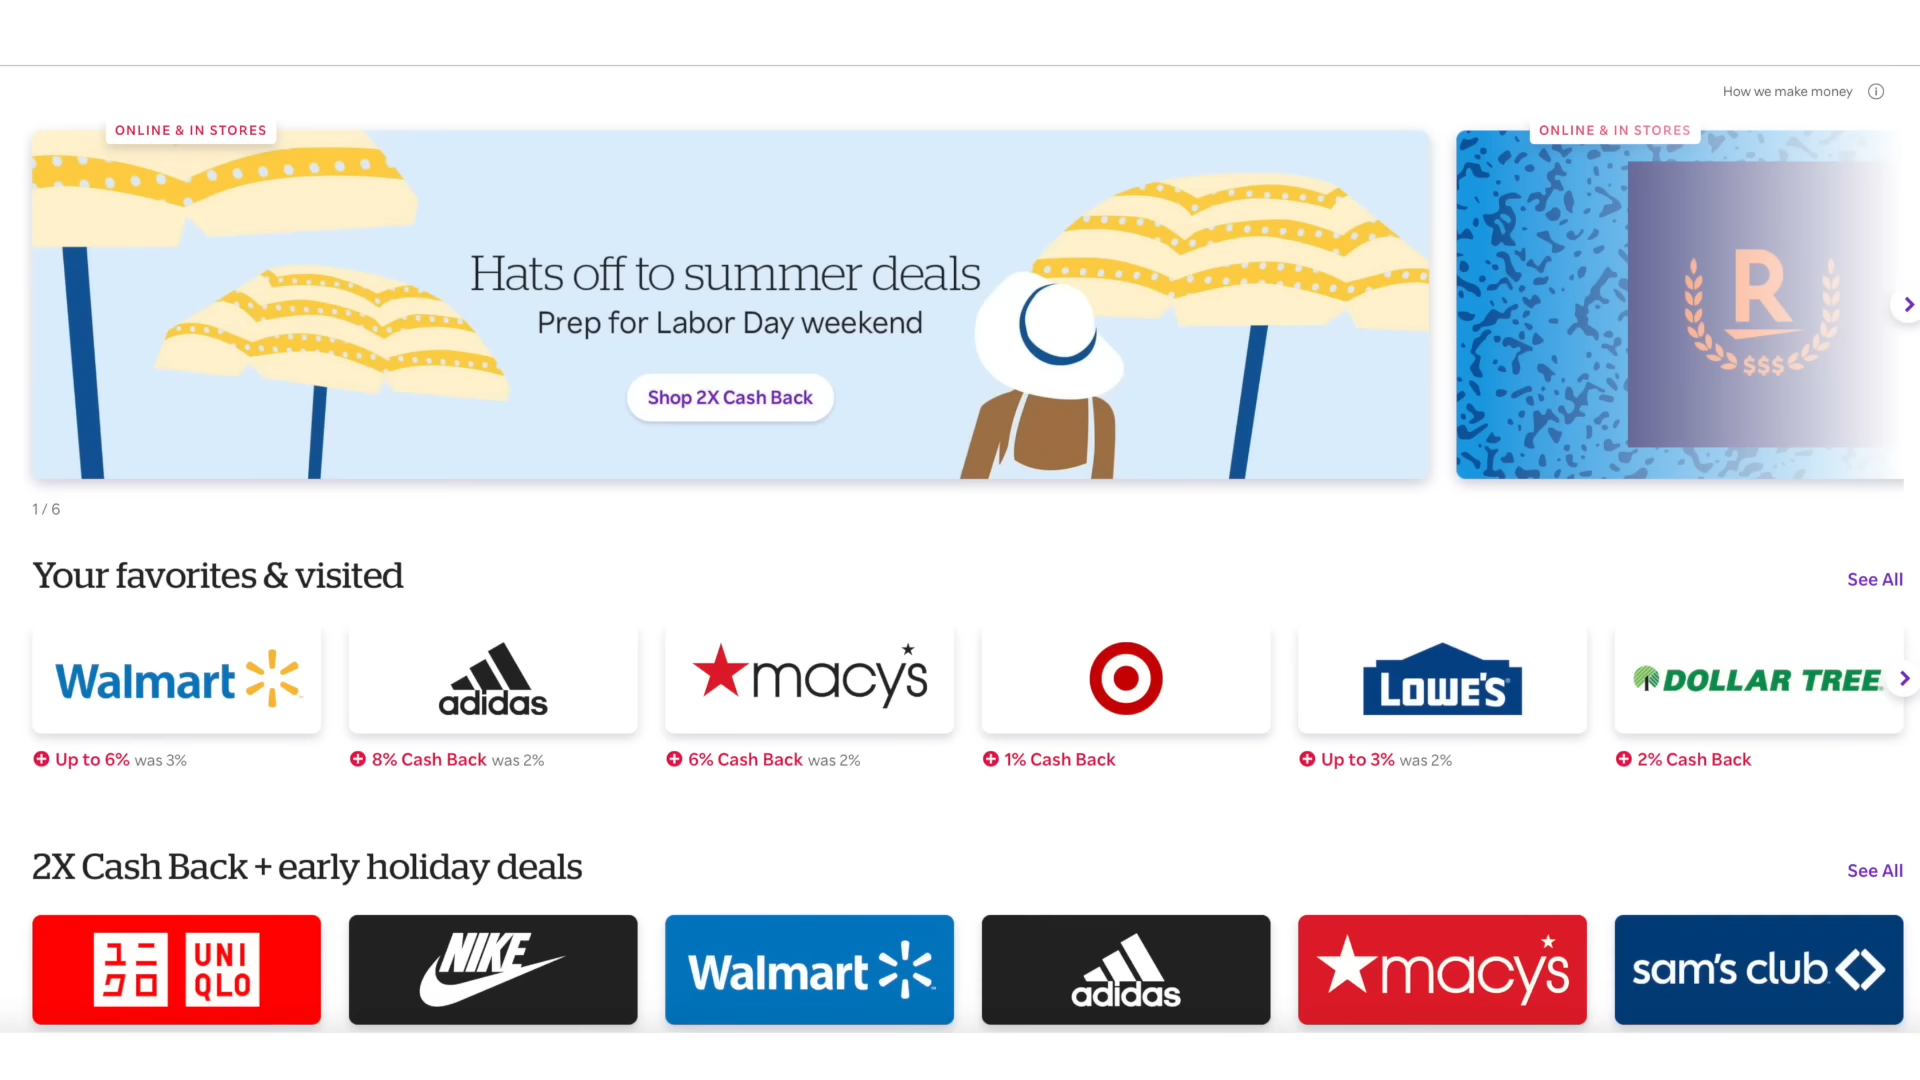 How we make money
ONLINE & IN STORES
ONLINE & IN STORES
Hats off to summer deals
Prep for Labor Day weekend
Shop 2X Cash Back
R
$$$
1 / 6
Your favorites & visited
See All
Walmart
adidas
macy's
LOWE'S
DOLLAR TREE
Up to 6% was 3%
8% Cash Back was 2%
6% Cash Back was 2%
1% Cash Back
Up to 3% was 2%
2% Cash Back
2X Cash Back + early holiday deals
See All
ユニ
クロ
UNI
QLO
NIKE
Walmart
adidas
macy's
sam's club